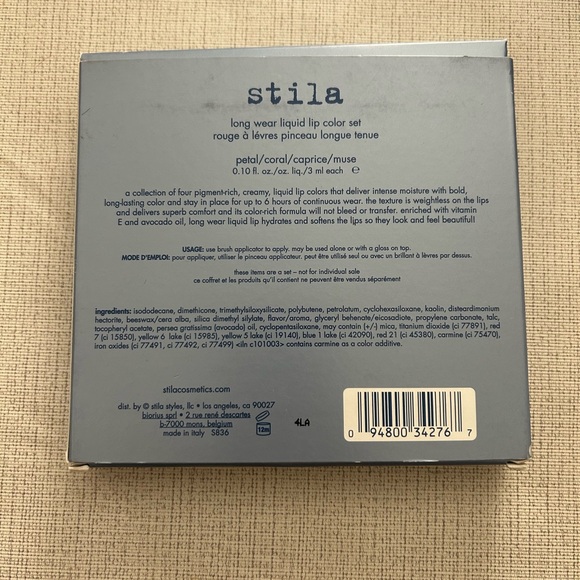 stila
long wear liquid lip color set
rouge à lévres pinceau longue tenue
petal/coral/caprice/muse
0.10 fl. oz./oz. liq./3 ml each ℮
a collection of four pigment-rich, creamy, liquid lip colors that deliver intense moisture with bold,
long-lasting color and stay in place for up to 6 hours of continuous wear. the texture is weightless on the lips
and delivers superb comfort and its color-rich formula will not bleed or transfer. enriched with vitamin
E and avocado oil, long wear liquid lip hydrates and softens the lips so they look and feel beautiful!
USAGE: use brush applicator to apply. may be used alone or with a gloss on top.
MODE D'EMPLOI: pour appliquer, utiliser le pinceau applicateur. peut être utilisé seul ou avec un brillant à lèvres par dessus.
these items are a set – not for individual sale
ce coffret et les produits qu'il contient ne peuvent être vendus séparément
ingredients: isododecane, dimethicone, trimethylsiloxysilicate, polybutene, petrolatum, cyclohexasiloxane, kaolin, disteardimonium
hectorite, beeswax/cera alba, silica dimethyl silylate, flavor/aroma, glyceryl behenate/eicosadioate, propylene carbonate, talc,
tocopheryl acetate, persea gratissima (avocado) oil, cyclopentasiloxane, may contain (+/-) mica, titanium dioxide (ci 77891), red
7 (ci 15850), yellow 6 lake (ci 15985), yellow 5 lake (ci 19140), blue 1 lake (ci 42090), red 21 (ci 45380), carmine (ci 75470),
iron oxides (ci 77491, ci 77492, ci 77499) <iln c101003> contains carmine as a color additive.
stilacosmetics.com
dist. by © stila styles, llc • los angeles, ca 90027
biorius sprl • 2 rue rené descartes
b-7000 mons, belgium
made in italy S836
12m
4LA
0 94800 34276 7